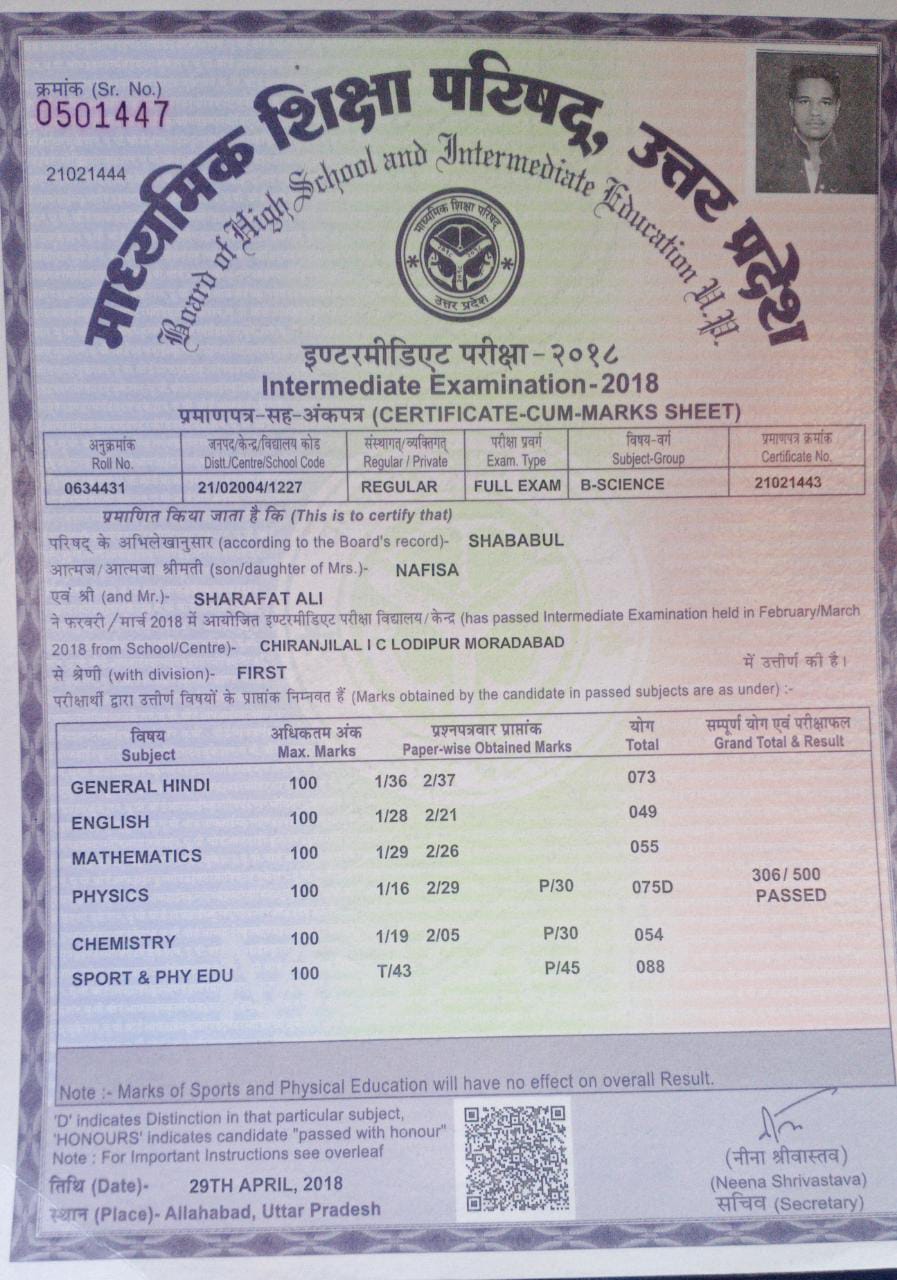 क्रमांक (Sr. No.)
0501447
21021444
माध्यमिक शिक्षा परिषद्, उत्तर प्रदेश
Board of High School and Intermediate Education U.P.
माध्यमिक शिक्षा परिषद्
उत्तर प्रदेश
इण्टरमीडिएट परीक्षा-२०१८
Intermediate Examination-2018
प्रमाणपत्र-सह-अंकपत्र (CERTIFICATE-CUM-MARKS SHEET)
अनुक्रमांक जनपद/केन्द्र/विद्यालय कोड संस्थागत्/व्यक्तिगत् परीक्षा प्रवर्ग विषय-वर्ग प्रमाणपत्र क्रमांक
Roll No. Distt./Centre/School Code Regular / Private Exam. Type Subject-Group Certificate No.
0634431 21/02004/1227 REGULAR FULL EXAM B-SCIENCE 21021443
प्रमाणित किया जाता है कि (This is to certify that)
परिषद् के अभिलेखानुसार (according to the Board's record)- SHABABUL
आत्मज/आत्मजा श्रीमती (son/daughter of Mrs.)- NAFISA
एवं श्री (and Mr.)- SHARAFAT ALI
ने फरवरी/मार्च 2018 में आयोजित इण्टरमीडिएट परीक्षा विद्यालय/केन्द्र (has passed Intermediate Examination held in February/March
2018 from School/Centre)- CHIRANJILAL I C LODIPUR MORADABAD
से श्रेणी (with division)- FIRST में उत्तीर्ण की है।
परीक्षार्थी द्वारा उत्तीर्ण विषयों के प्राप्तांक निम्नवत हैं (Marks obtained by the candidate in passed subjects are as under) :-
विषय अधिकतम अंक प्रश्नपत्रवार प्राप्तांक योग सम्पूर्ण योग एवं परीक्षाफल
Subject Max. Marks Paper-wise Obtained Marks Total Grand Total & Result
GENERAL HINDI 100 1/36 2/37 073
ENGLISH 100 1/28 2/21 049
MATHEMATICS 100 1/29 2/26 055
PHYSICS 100 1/16 2/29 P/30 075D 306/ 500
PASSED
CHEMISTRY 100 1/19 2/05 P/30 054
SPORT & PHY EDU 100 T/43 P/45 088
Note :- Marks of Sports and Physical Education will have no effect on overall Result.
'D' indicates Distinction in that particular subject,
'HONOURS' indicates candidate "passed with honour"
Note : For Important Instructions see overleaf
तिथि (Date)- 29TH APRIL, 2018
स्थान (Place)- Allahabad, Uttar Pradesh
(नीना श्रीवास्तव)
(Neena Shrivastava)
सचिव (Secretary)